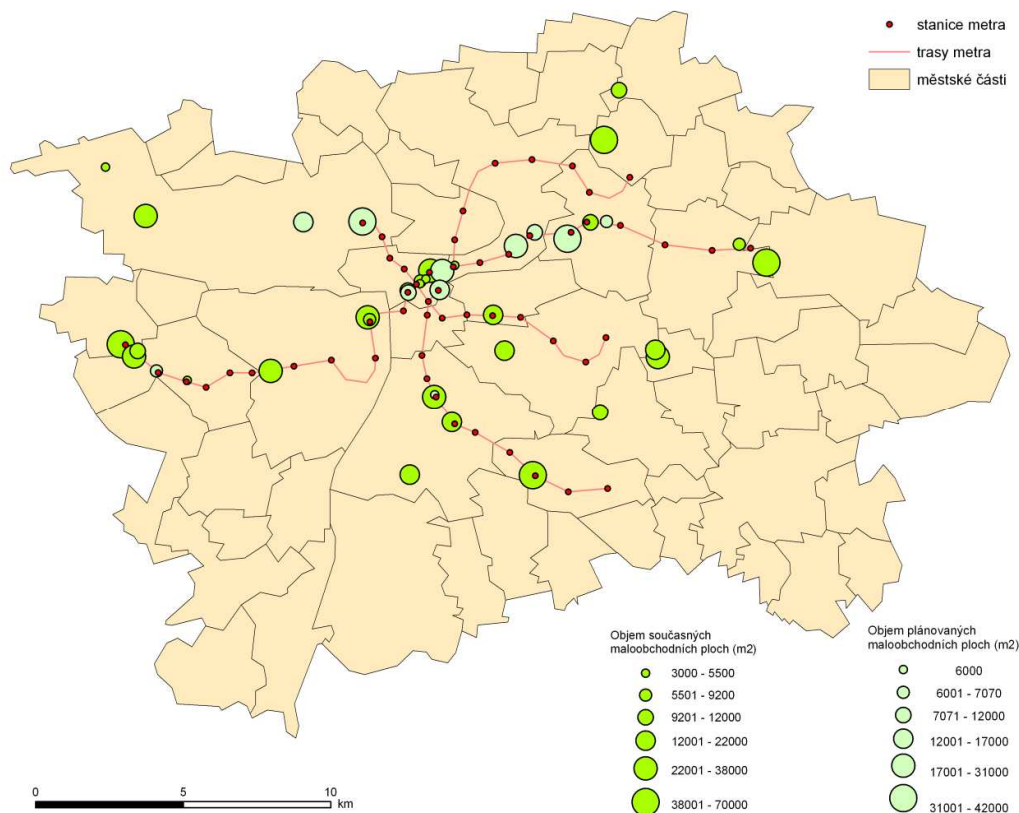 stanice metra
trasy metra
městské části
Objem současných
maloobchodních ploch (m2)
3000 - 5500
5501 - 9200
9201 - 12000
12001 - 22000
22001 - 38000
38001 - 70000
Objem plánovaných
maloobchodních ploch (m2)
6000
6001 - 7070
7071 - 12000
12001 - 17000
17001 - 31000
31001 - 42000
0 5 10
km